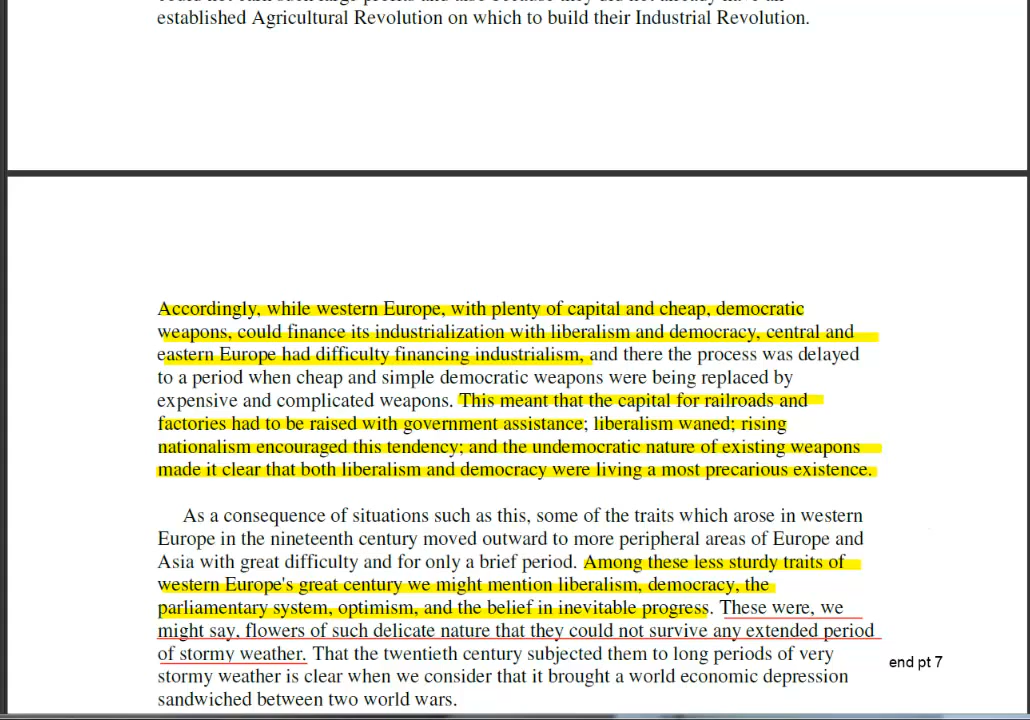 established Agricultural Revolution on which to build their Industrial Revolution.
Accordingly, while western Europe, with plenty of capital and cheap, democratic
weapons, could finance its industrialization with liberalism and democracy, central and
eastern Europe had difficulty financing industrialism, and there the process was delayed
to a period when cheap and simple democratic weapons were being replaced by
expensive and complicated weapons. This meant that the capital for railroads and
factories had to be raised with government assistance; liberalism waned; rising
nationalism encouraged this tendency; and the undemocratic nature of existing weapons
made it clear that both liberalism and democracy were living a most precarious existence.
As a consequence of situations such as this, some of the traits which arose in western
Europe in the nineteenth century moved outward to more peripheral areas of Europe and
Asia with great difficulty and for only a brief period. Among these less sturdy traits of
western Europe's great century we might mention liberalism, democracy, the
parliamentary system, optimism, and the belief in inevitable progress. These were, we
might say, flowers of such delicate nature that they could not survive any extended period
of stormy weather. That the twentieth century subjected them to long periods of very
stormy weather is clear when we consider that it brought a world economic depression
sandwiched between two world wars.
end pt 7